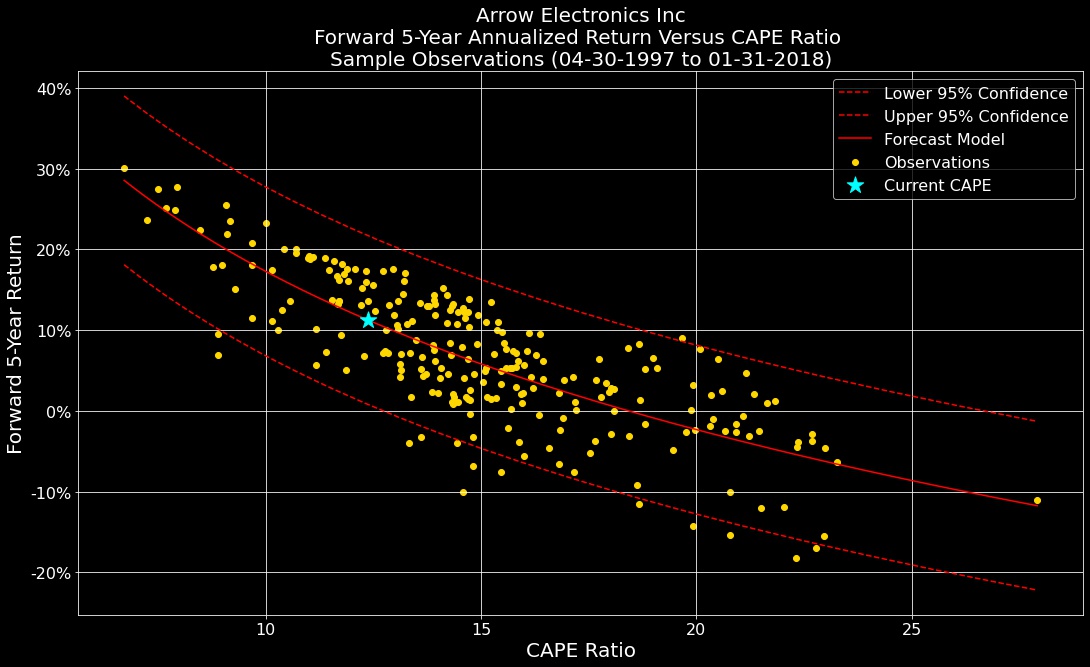 Arrow Electronics Inc
Forward 5-Year Annualized Return Versus CAPE Ratio
Sample Observations (04-30-1997 to 01-31-2018)
Lower 95% Confidence
Upper 95% Confidence
Forecast Model
Observations
Current CAPE
Forward 5-Year Return
40%
30%
20%
10%
0%
-10%
-20%
10
15
20
25
CAPE Ratio